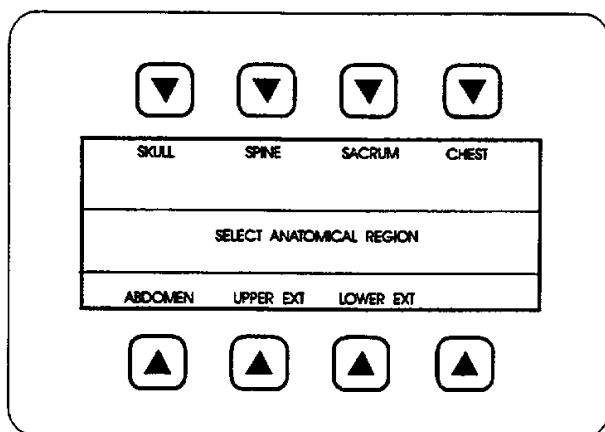 SKULL SPINE SACRUM CHEST
SELECT ANATOMICAL REGION
ABDOMEN UPPER EXT LOWER EXT